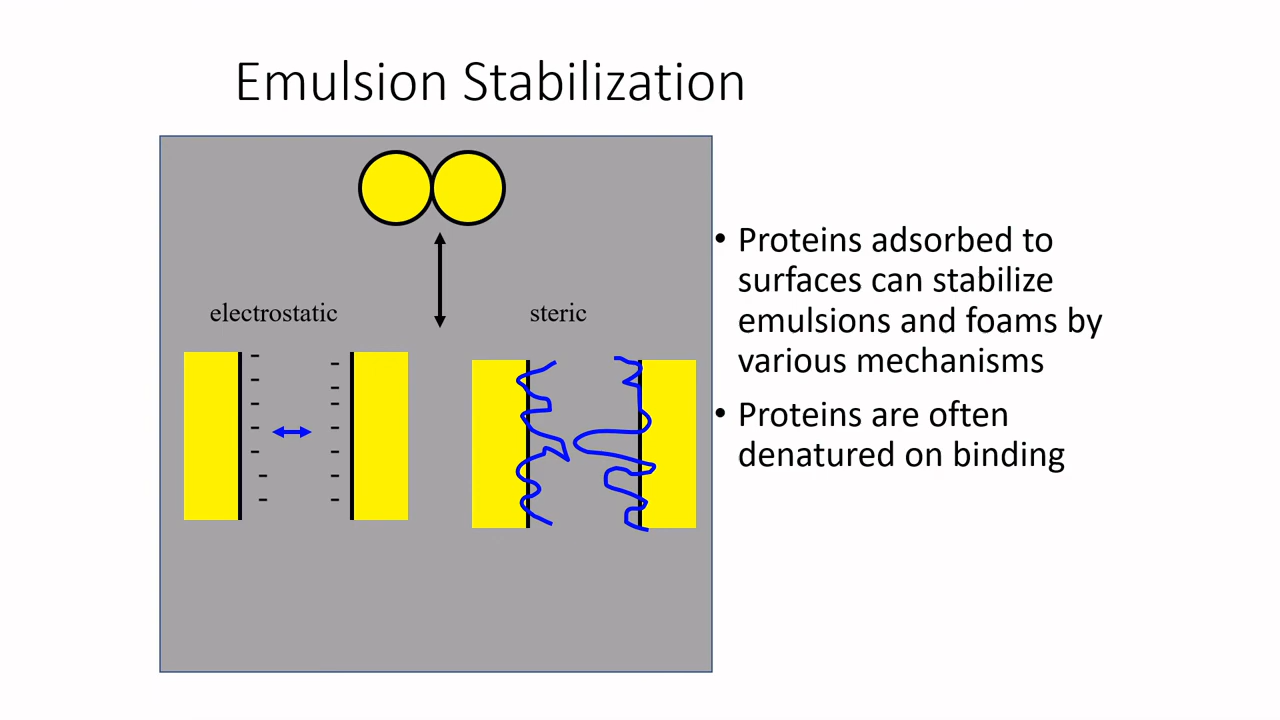 Emulsion Stabilization
electrostatic
steric
• Proteins adsorbed to
surfaces can stabilize
emulsions and foams by
various mechanisms
• Proteins are often
denatured on binding